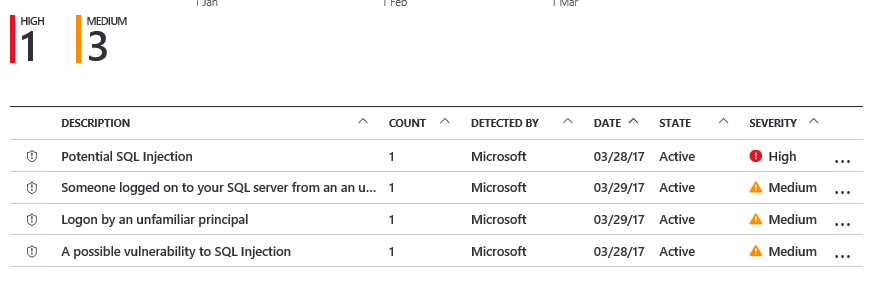 1 Jan 1 Feb 1 Mar
HIGH MEDIUM
1 3
DESCRIPTION COUNT DETECTED BY DATE STATE SEVERITY
Potential SQL Injection 1 Microsoft 03/28/17 Active High ...
Someone logged on to your SQL server from an an u... 1 Microsoft 03/29/17 Active Medium ...
Logon by an unfamiliar principal 1 Microsoft 03/29/17 Active Medium ...
A possible vulnerability to SQL Injection 1 Microsoft 03/28/17 Active Medium ...